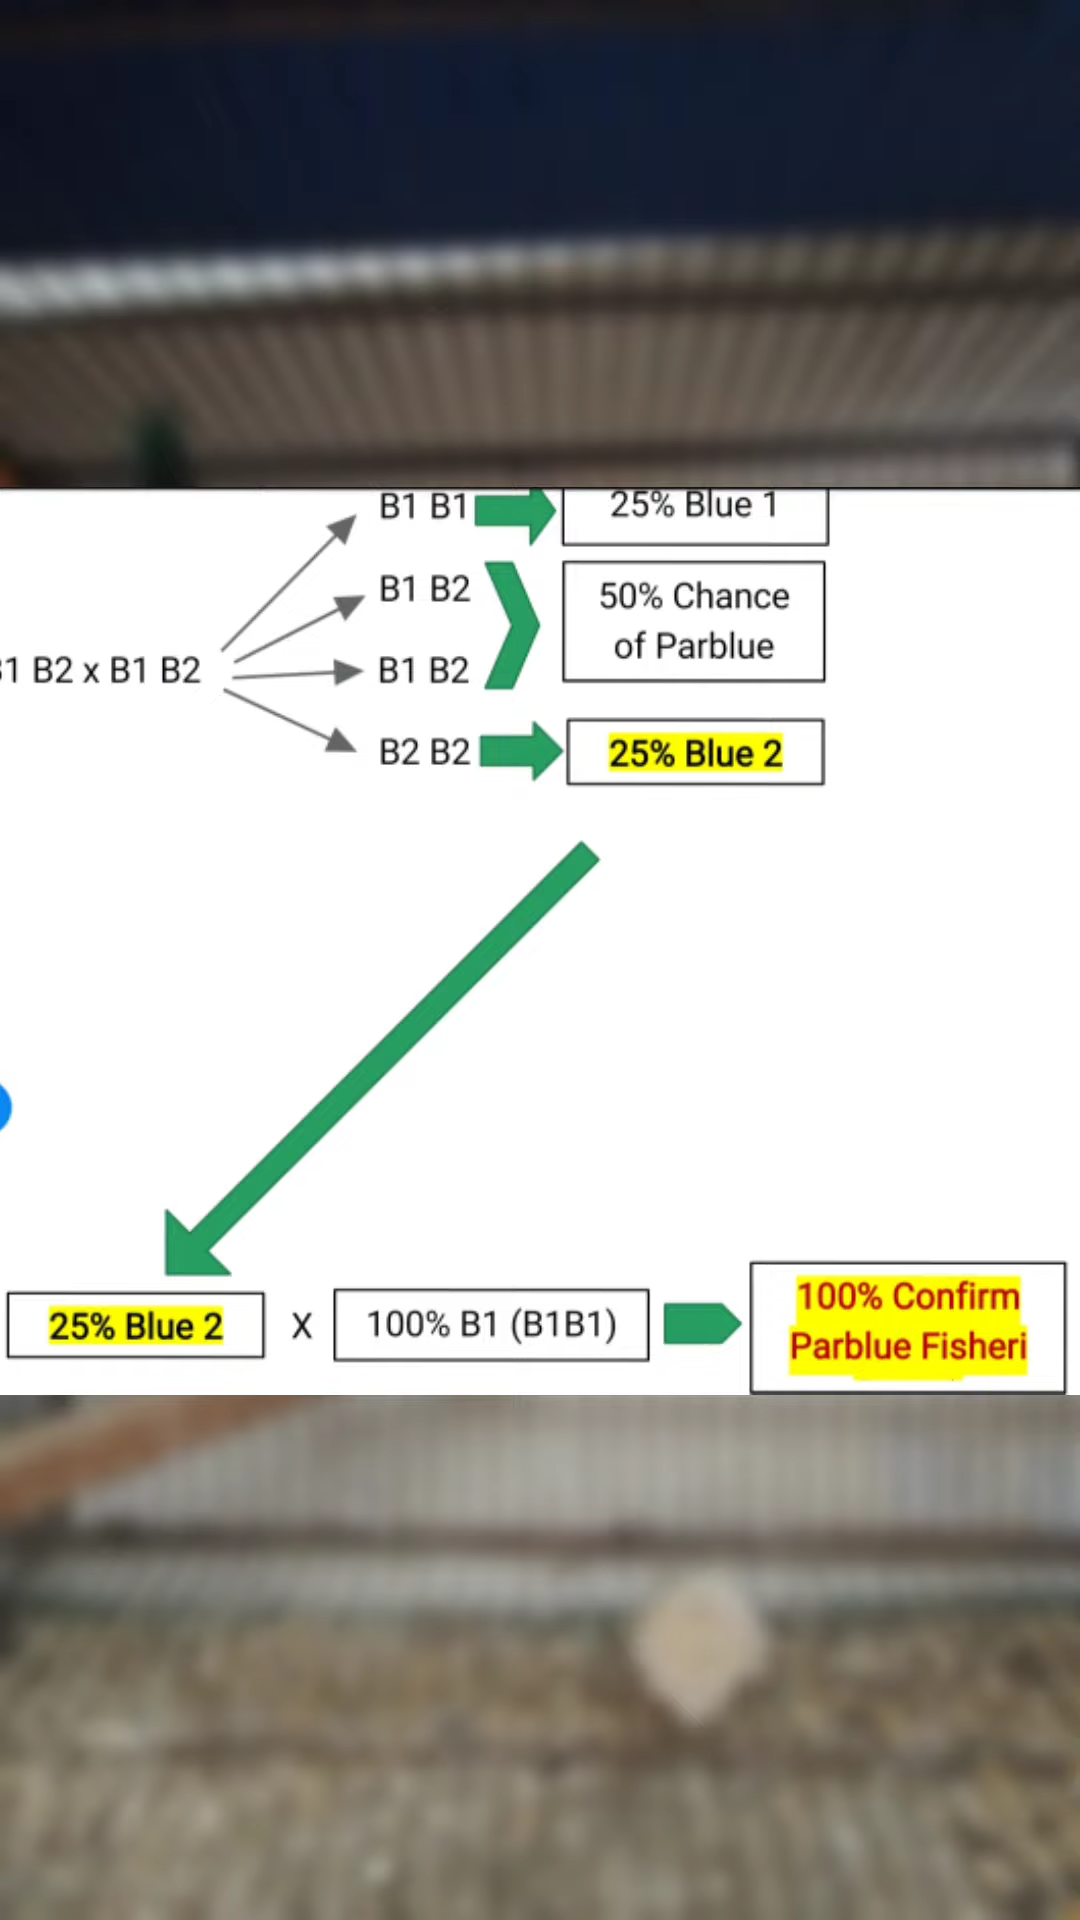 B1 B1
25% Blue 1
B1 B2
50% Chance
of Parblue
B1 B2 x B1 B2
B1 B2
B2 B2
25% Blue 2
25% Blue 2
X
100% B1 (B1B1)
100% Confirm
Parblue Fisheri